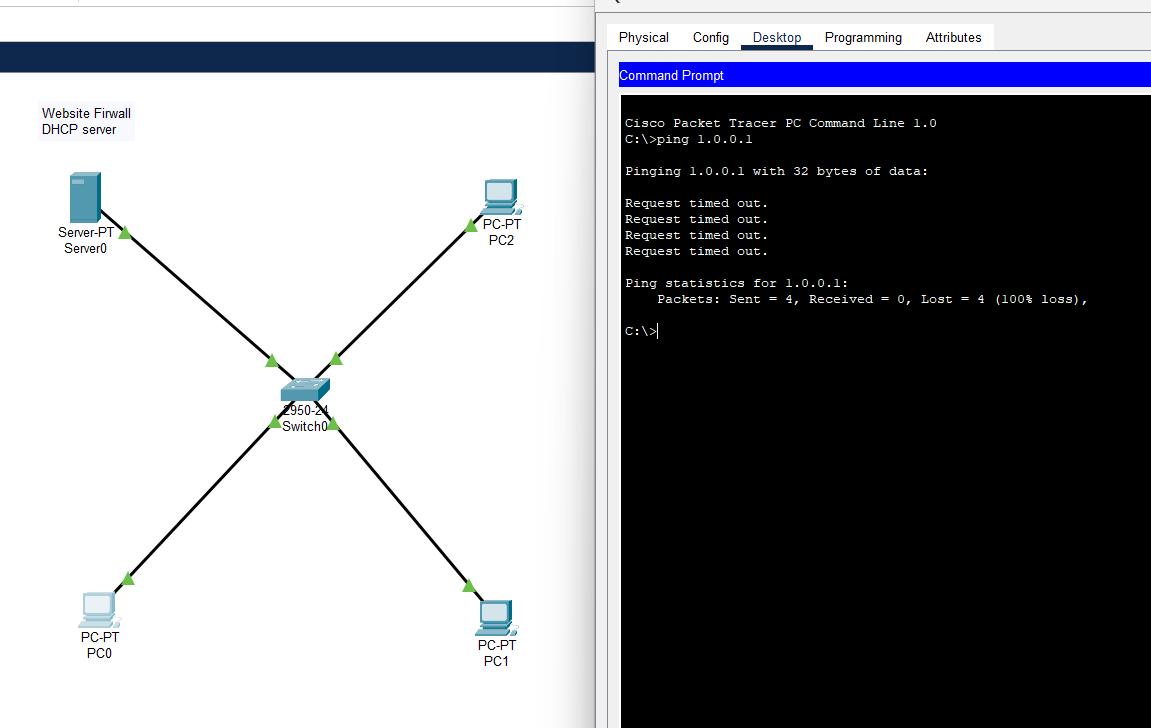 Physical Config Desktop Programming Attributes
Command Prompt
Website Firwall
DHCP server
Server-PT
Server0
PC-PT
PC2
2950-24
Switch0
PC-PT
PC0
PC-PT
PC1
Cisco Packet Tracer PC Command Line 1.0
C:\>ping 1.0.0.1
Pinging 1.0.0.1 with 32 bytes of data:
Request timed out.
Request timed out.
Request timed out.
Request timed out.
Ping statistics for 1.0.0.1:
Packets: Sent = 4, Received = 0, Lost = 4 (100% loss),
C:\>